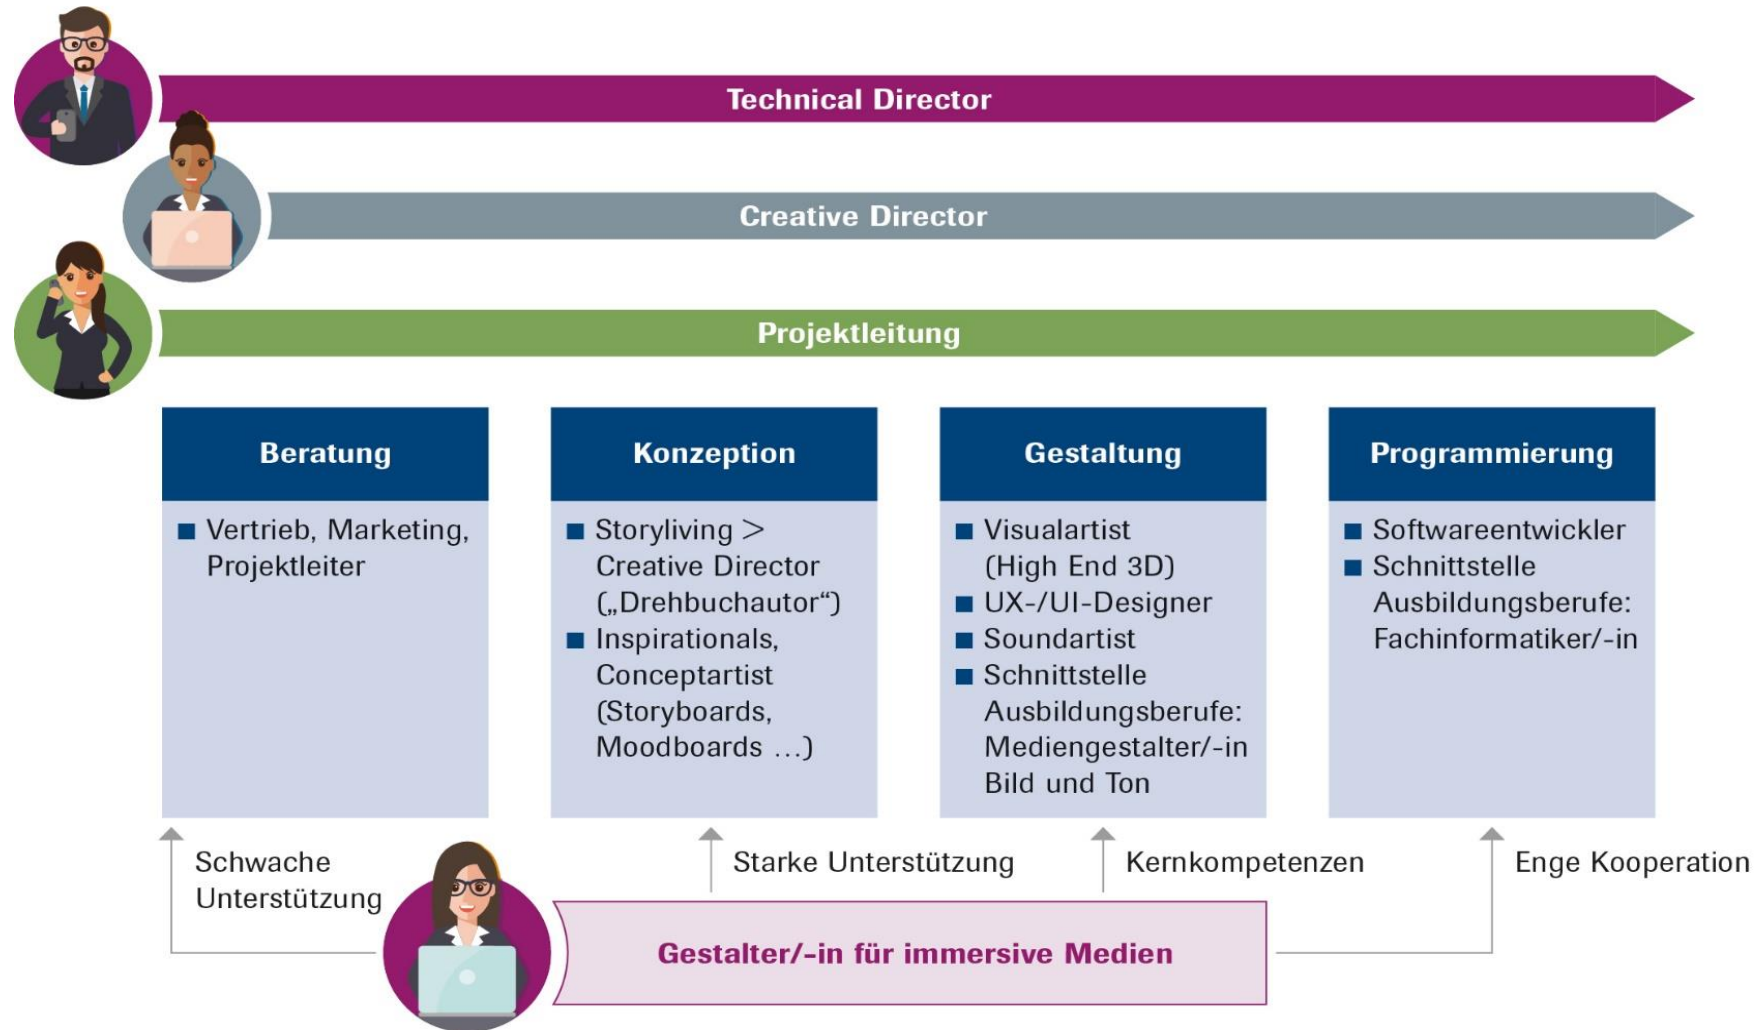 Technical Director
Creative Director
Projektleitung
Beratung
Vertrieb, Marketing,
Projektleiter
Konzeption
Storyliving >
Creative Director
(„Drehbuchautor“)
Inspirationals,
Conceptartist
(Storyboards,
Moodboards …)
Gestaltung
Visualartist
(High End 3D)
UX-/UI-Designer
Soundartist
Schnittstelle
Ausbildungsberufe:
Mediengestalter/-in
Bild und Ton
Programmierung
Softwareentwickler
Schnittstelle
Ausbildungsberufe:
Fachinformatiker/-in
Schwache
Unterstützung
Starke Unterstützung
Kernkompetenzen
Enge Kooperation
Gestalter/-in für immersive Medien